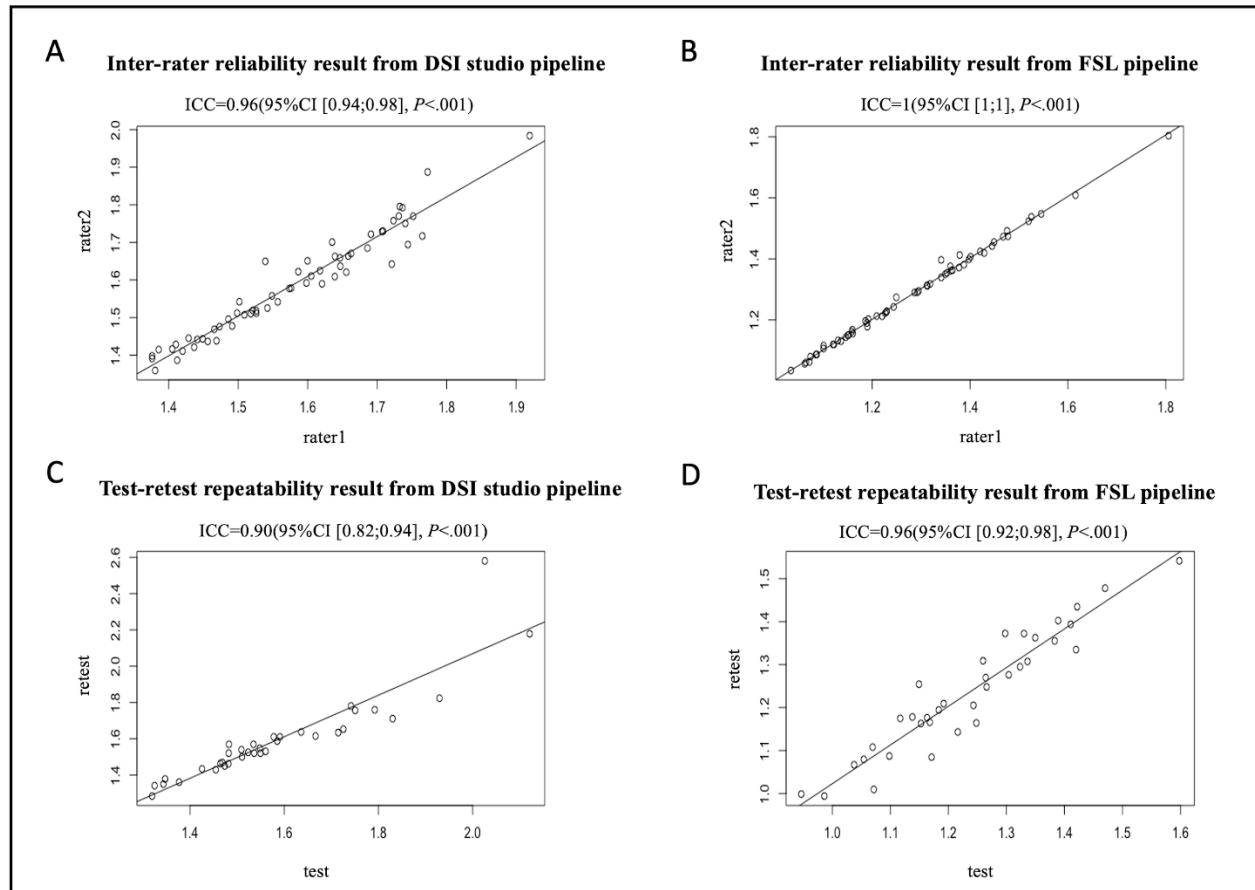 A
Inter-rater reliability result from DSI studio pipeline
ICC=0.96(95%CI [0.94;0.98], P<.001)
2.0
1.9
1.8
1.7
1.6
1.5
1.4
rater2
1.4 1.5 1.6 1.7 1.8 1.9
rater1
B
Inter-rater reliability result from FSL pipeline
ICC=1(95%CI [1;1], P<.001)
1.8
1.6
1.4
1.2
rater2
1.2 1.4 1.6 1.8
rater1
C
Test-retest repeatability result from DSI studio pipeline
ICC=0.90(95%CI [0.82;0.94], P<.001)
2.6
2.4
2.2
2.0
1.8
1.6
1.4
retest
1.4 1.6 1.8 2.0
test
D
Test-retest repeatability result from FSL pipeline
ICC=0.96(95%CI [0.92;0.98], P<.001)
1.5
1.4
1.3
1.2
1.1
1.0
retest
1.0 1.1 1.2 1.3 1.4 1.5 1.6
test